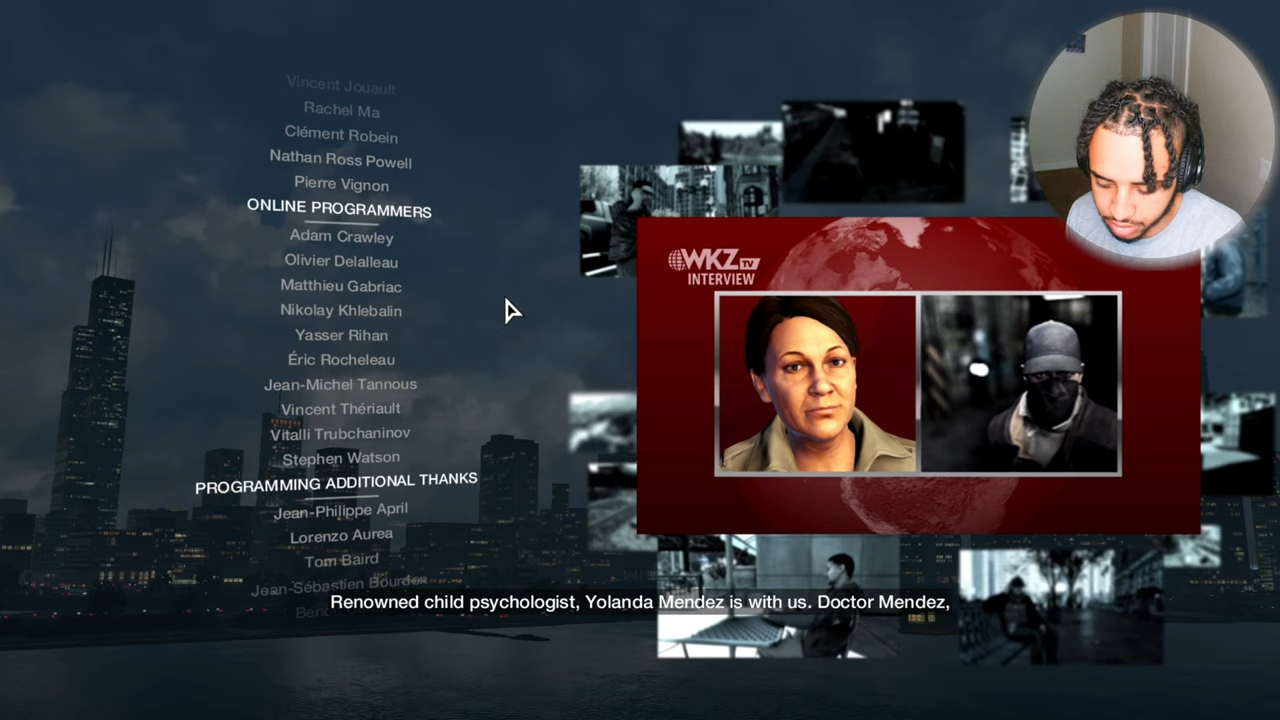 Vincent Jouault
Rachel Ma
Clément Robein
Nathan Ross Powell
Pierre Vignon
ONLINE PROGRAMMERS
Adam Crawley
Olivier Delalleau
Matthieu Gabriac
Nikolay Khlebalin
Yasser Rihan
Éric Rocheleau
Jean-Michel Tannous
Vincent Thériault
Vitalli Trubchaninov
Stephen Watson
PROGRAMMING ADDITIONAL THANKS
Jean-Philippe April
Lorenzo Aurea
Tom Baird
Jean-Sébastien Bourdon
WKZ TV
INTERVIEW
Renowned child psychologist, Yolanda Mendez is with us. Doctor Mendez,